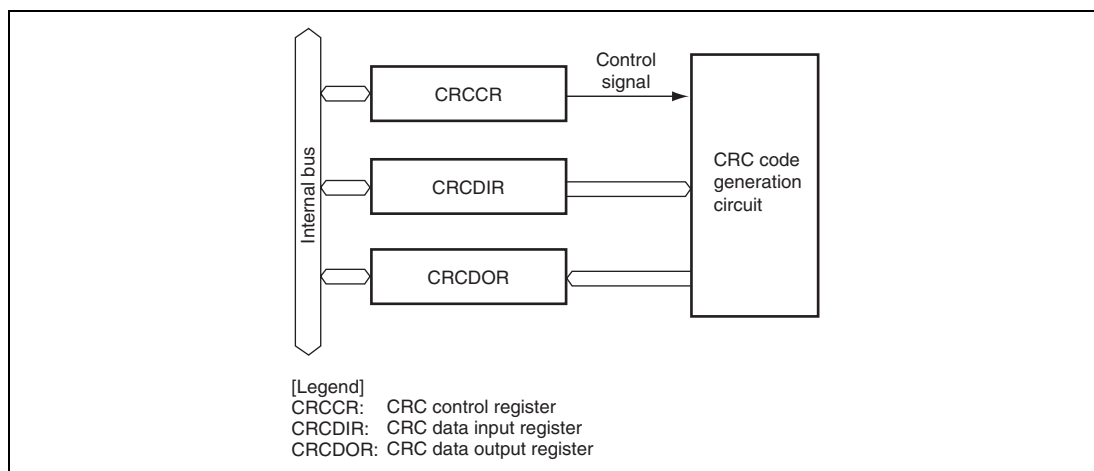 Control
signal
CRCCR
CRC code
generation
circuit
CRCDIR
Internal bus
CRCDOR
[Legend]
CRCCR: CRC control register
CRCDIR: CRC data input register
CRCDOR: CRC data output register